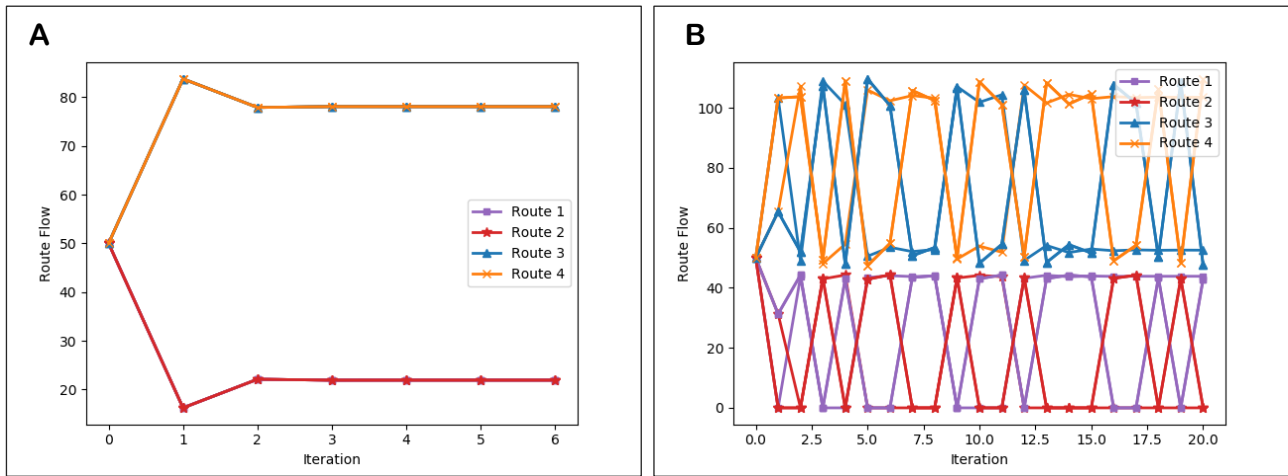 A
80
70
60
50
40
30
20
Route Flow
0 1 2 3 4 5 6
Iteration
Route 1
Route 2
Route 3
Route 4
B
100
80
60
40
20
0
Route Flow
0.0 2.5 5.0 7.5 10.0 12.5 15.0 17.5 20.0
Iteration
Route 1
Route 2
Route 3
Route 4